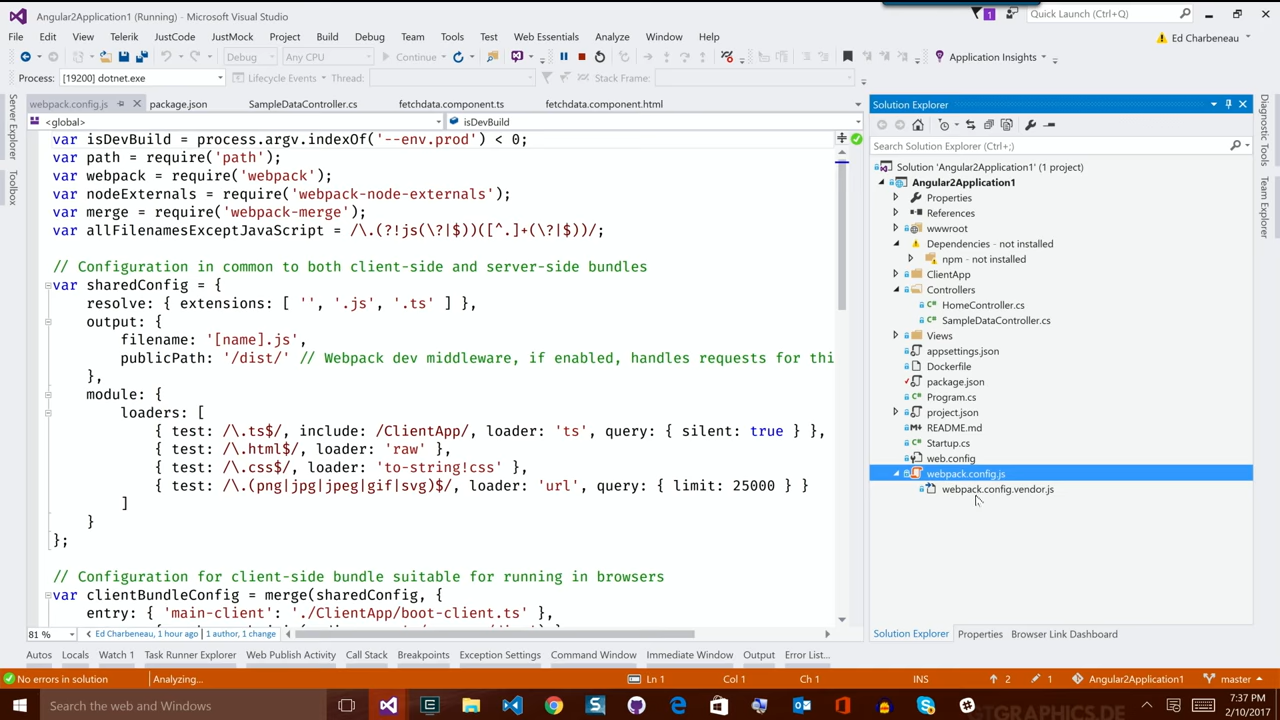 Angular2Application1 (Running) - Microsoft Visual Studio
1
Quick Launch (Ctrl+;)
File Edit View Telerik JustCode JustMock Project Build Debug Team Tools Test Web Essentials Analyze Window Help
Ed Charbeneau
Debug Any CPU Continue Application Insights
Process: [19200] dotnet.exe Lifecycle Events Thread: Stack Frame:
Server Explorer
Toolbox
webpack.config.js package.json SampleDataController.cs fetchdata.component.ts fetchdata.component.html
<global> isDevBuild
var isDevBuild = process.argv.indexOf('--env.prod') < 0;
var path = require('path');
var webpack = require('webpack');
var nodeExternals = require('webpack-node-externals');
var merge = require('webpack-merge');
var allFilenamesExceptJavaScript = /\.(?!js(\?|$))([^.]+(\?|$))/;
// Configuration in common to both client-side and server-side bundles
var sharedConfig = {
resolve: { extensions: [ '', '.js', '.ts' ] },
output: {
filename: '[name].js',
publicPath: '/dist/' // Webpack dev middleware, if enabled, handles requests for thi
},
module: {
loaders: [
{ test: /\.ts$/, include: /ClientApp/, loader: 'ts', query: { silent: true } },
{ test: /\.html$/, loader: 'raw' },
{ test: /\.css$/, loader: 'to-string!css' },
{ test: /\.(png|jpg|jpeg|gif|svg)$/, loader: 'url', query: { limit: 25000 } }
]
}
};
// Configuration for client-side bundle suitable for running in browsers
var clientBundleConfig = merge(sharedConfig, {
entry: { 'main-client': './ClientApp/boot-client.ts' },
81 % Ed Charbeneau, 1 hour ago | 1 author, 1 change
Solution Explorer
Search Solution Explorer (Ctrl+;)
Solution 'Angular2Application1' (1 project)
Angular2Application1
Properties
References
wwwroot
Dependencies - not installed
npm - not installed
ClientApp
Controllers
HomeController.cs
SampleDataController.cs
Views
appsettings.json
Dockerfile
package.json
Program.cs
project.json
README.md
Startup.cs
web.config
webpack.config.js
webpack.config.vendor.js
Solution Explorer Properties Browser Link Dashboard
Diagnostic Tools
Team Explorer
Autos Locals Watch 1 Task Runner Explorer Web Publish Activity Call Stack Breakpoints Exception Settings Command Window Immediate Window Output Error List...
No errors in solution Analyzing... Ln 1 Col 1 Ch 1 INS 2 1 Angular2Application1 master
Search the web and Windows
7:37 PM
2/10/2017
GTGRAPHICS.DE